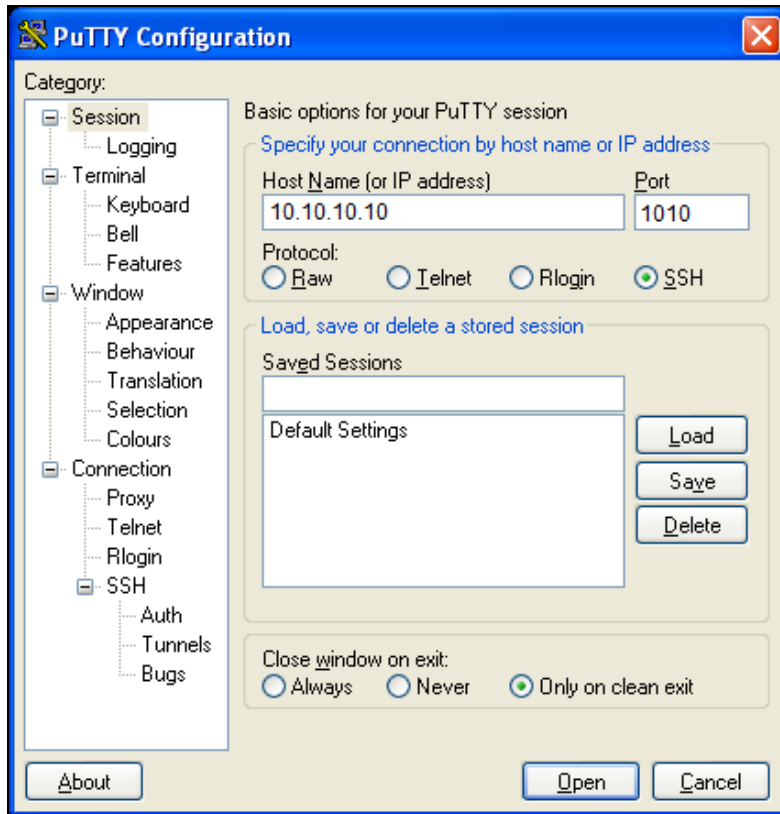 PuTTY Configuration
Category:
Session
Logging
Terminal
Keyboard
Bell
Features
Window
Appearance
Behaviour
Translation
Selection
Colours
Connection
Proxy
Telnet
Rlogin
SSH
Auth
Tunnels
Bugs
Basic options for your PuTTY session
Specify your connection by host name or IP address
Host Name (or IP address) Port
10.10.10.10 1010
Protocol:
Raw Telnet Rlogin SSH
Load, save or delete a stored session
Saved Sessions
Default Settings
Load
Save
Delete
Close window on exit:
Always Never Only on clean exit
About Open Cancel